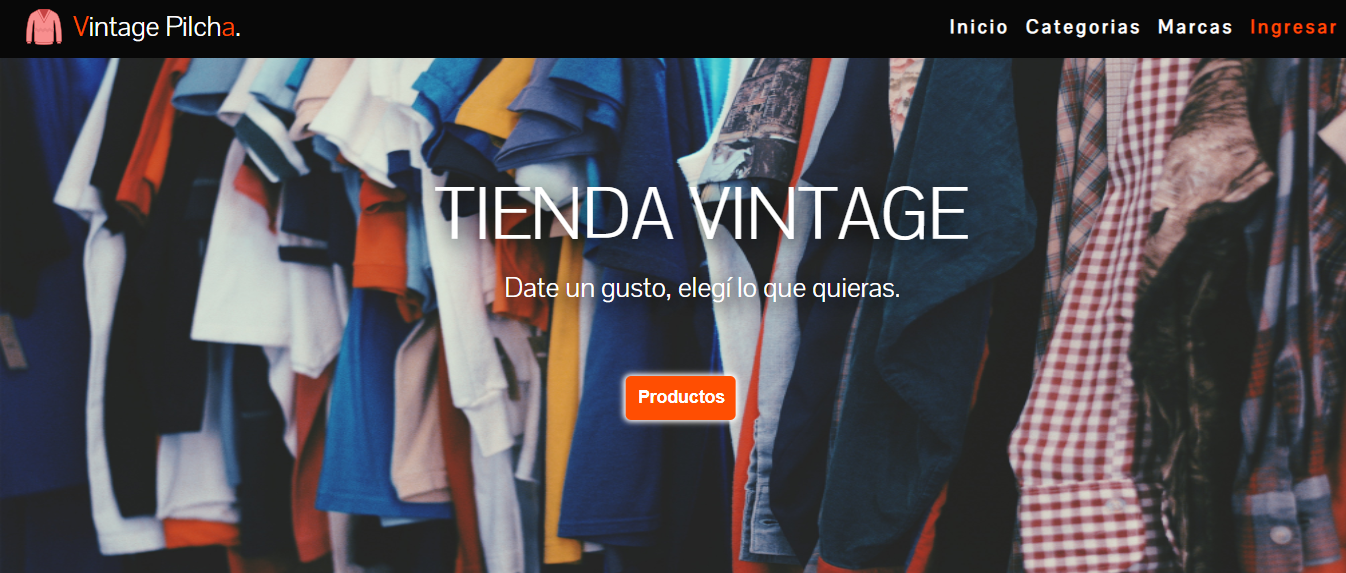 Vintage Pilcha.
Inicio Categorias Marcas Ingresar
TIENDA VINTAGE
Date un gusto, elegí lo que quieras.
Productos